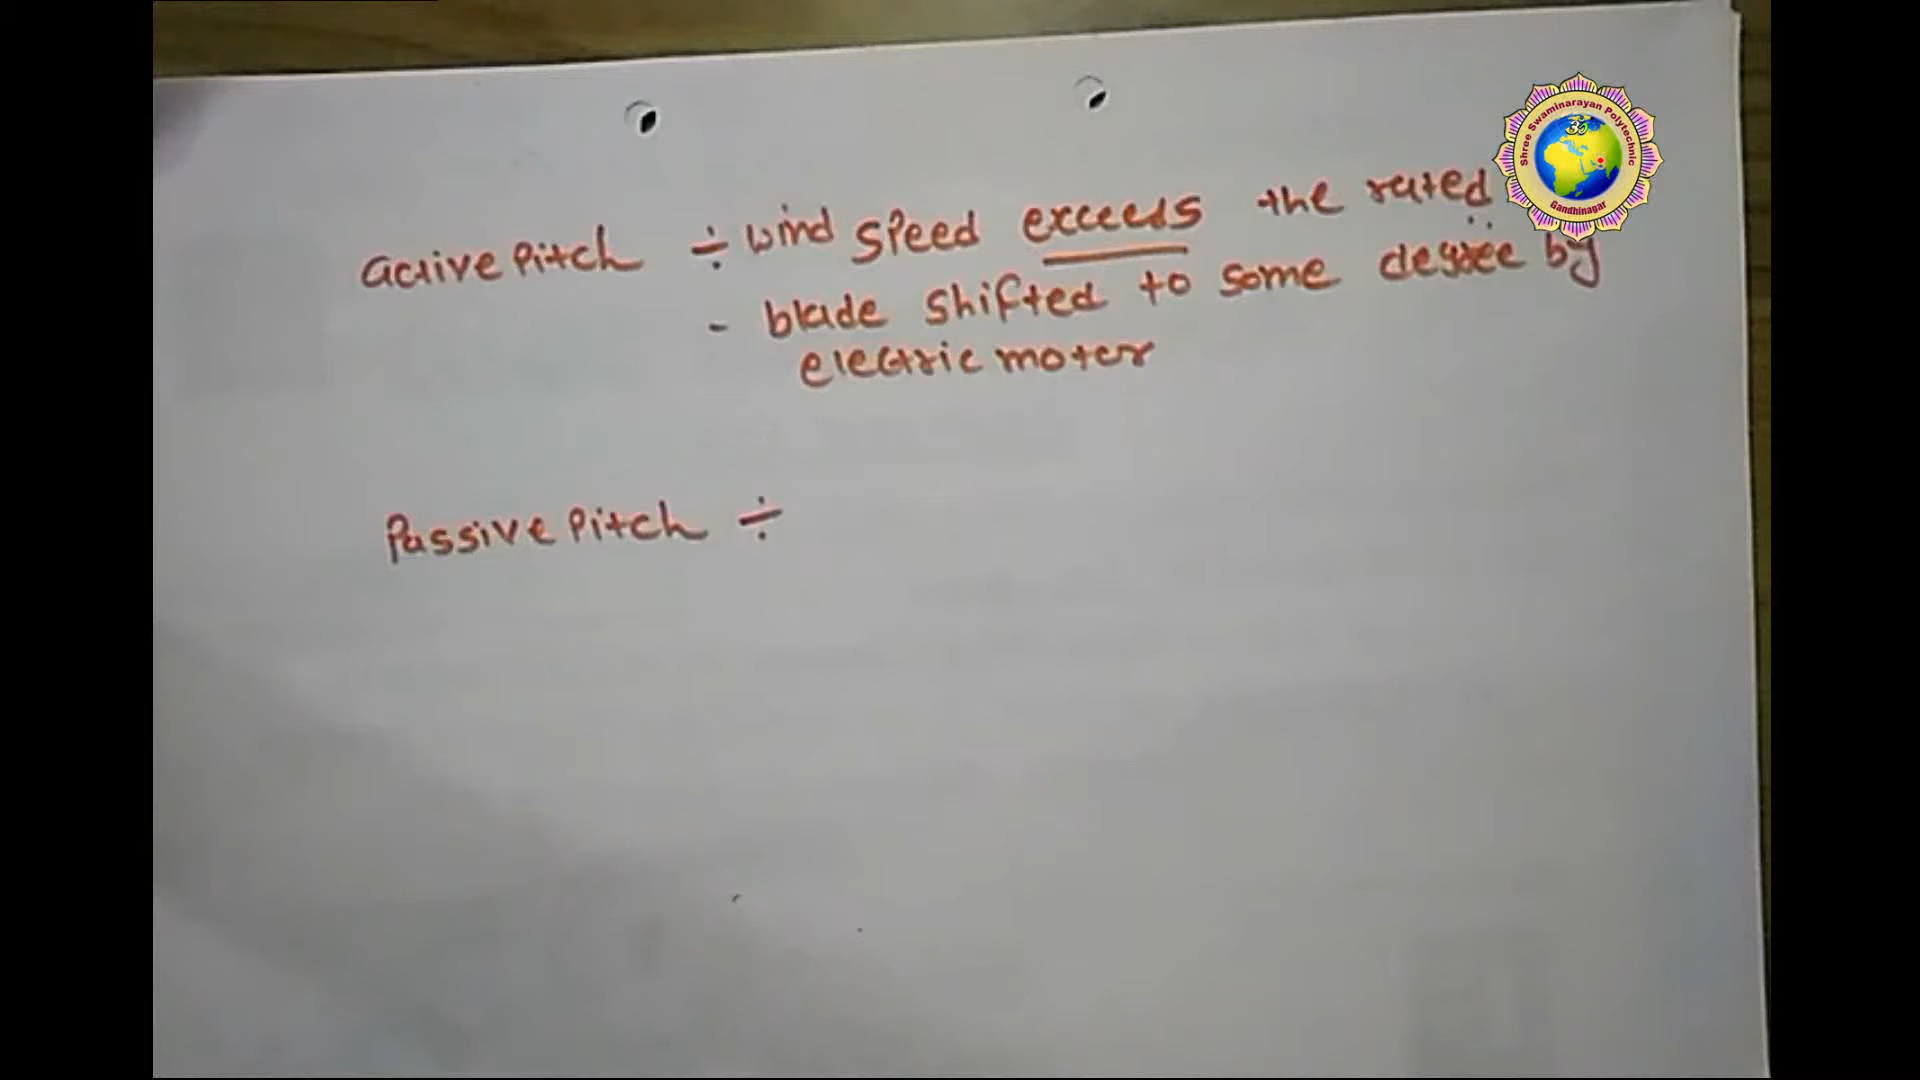 active Pitch ÷ wind speed exceeds the rated
- blade shifted to some degree by
electric moter
Passive Pitch ÷
Shree Swaminarayan Polytechnic
ॐ
Gandhinagar